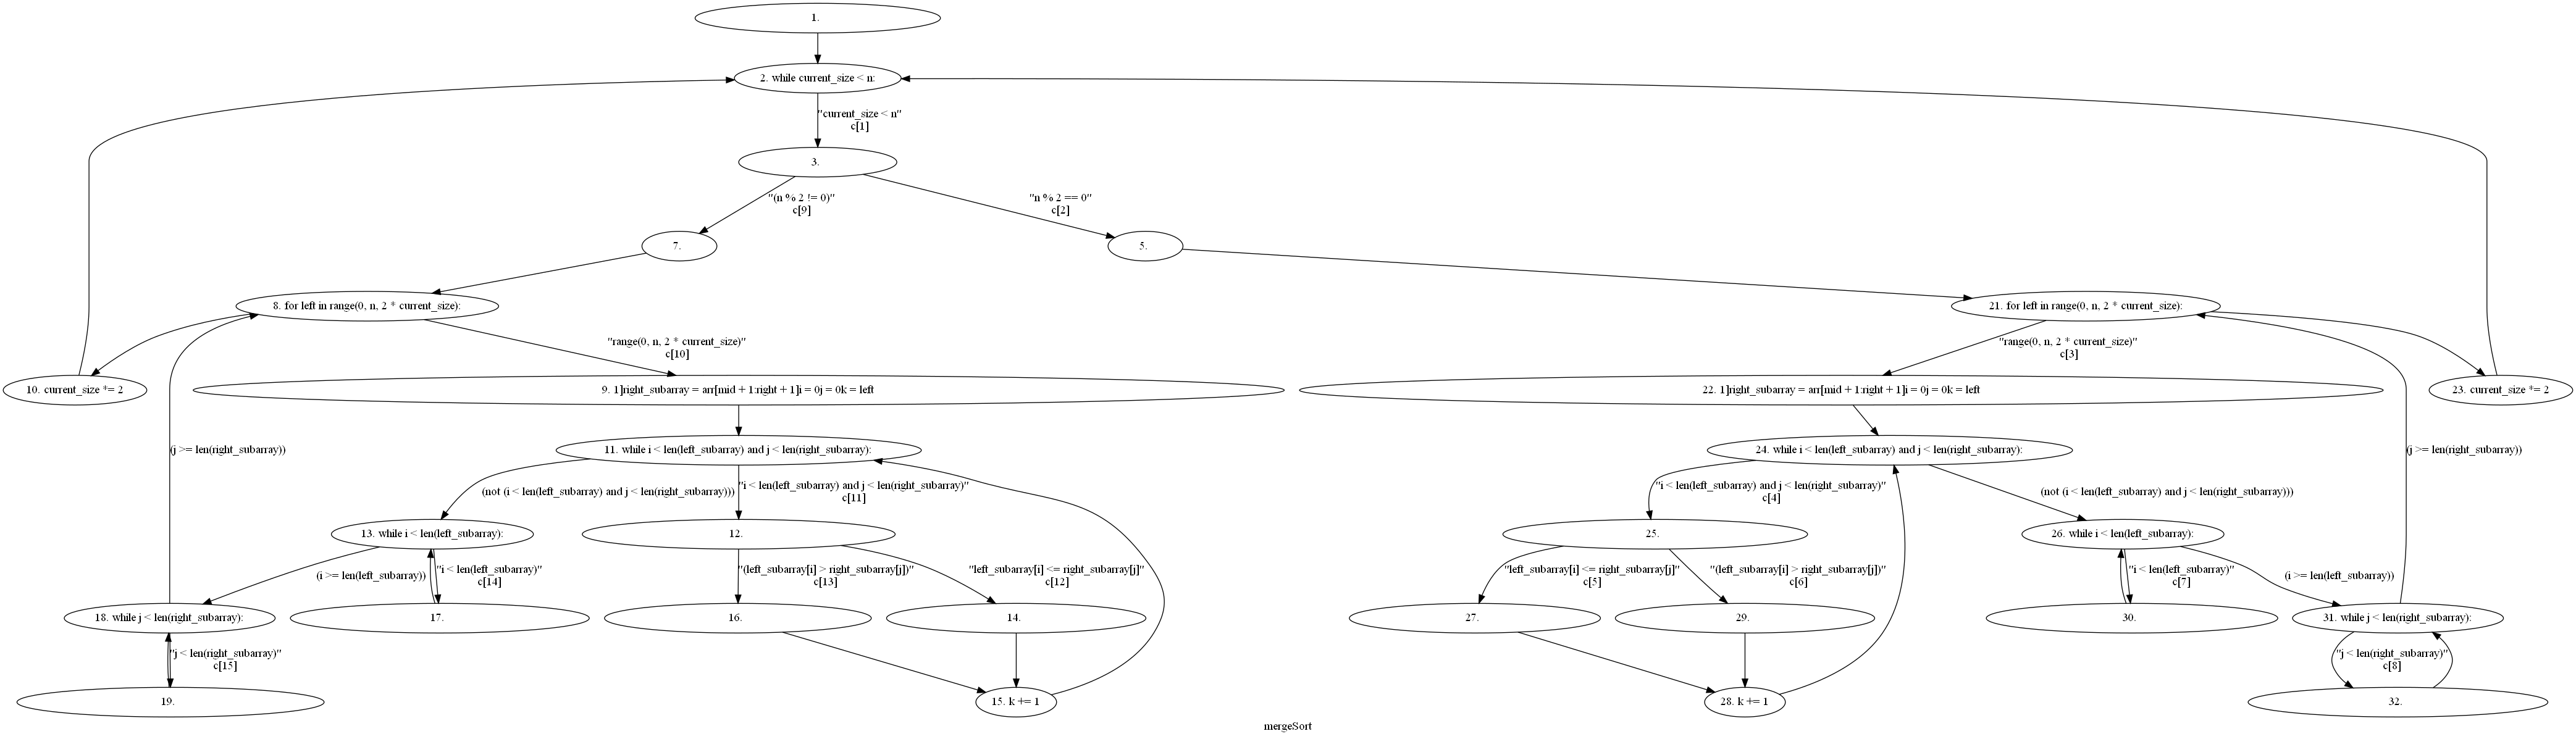 1.
2. while current_size < n:
"current_size < n"
c[1]
3.
"(n % 2 != 0)"
c[9]
"n % 2 == 0"
c[2]
7.
5.
8. for left in range(0, n, 2 * current_size):
21. for left in range(0, n, 2 * current_size):
"range(0, n, 2 * current_size)"
c[10]
"range(0, n, 2 * current_size)"
c[3]
10. current_size *= 2
9. 1]right_subarray = arr[mid + 1:right + 1]i = 0j = 0k = left
22. 1]right_subarray = arr[mid + 1:right + 1]i = 0j = 0k = left
23. current_size *= 2
(j >= len(right_subarray))
11. while i < len(left_subarray) and j < len(right_subarray):
24. while i < len(left_subarray) and j < len(right_subarray):
(j >= len(right_subarray))
(not (i < len(left_subarray) and j < len(right_subarray)))
"i < len(left_subarray) and j < len(right_subarray)"
c[11]
"i < len(left_subarray) and j < len(right_subarray)"
c[4]
(not (i < len(left_subarray) and j < len(right_subarray)))
13. while i < len(left_subarray):
12.
25.
26. while i < len(left_subarray):
(i >= len(left_subarray))
"i < len(left_subarray)"
c[14]
"(left_subarray[i] > right_subarray[j])"
c[13]
"left_subarray[i] <= right_subarray[j]"
c[12]
"left_subarray[i] <= right_subarray[j]"
c[5]
"(left_subarray[i] > right_subarray[j])"
c[6]
"i < len(left_subarray)"
c[7]
(i >= len(left_subarray))
18. while j < len(right_subarray):
17.
16.
14.
27.
29.
30.
31. while j < len(right_subarray):
"j < len(right_subarray)"
c[15]
"j < len(right_subarray)"
c[8]
19.
15. k += 1
28. k += 1
32.
mergeSort